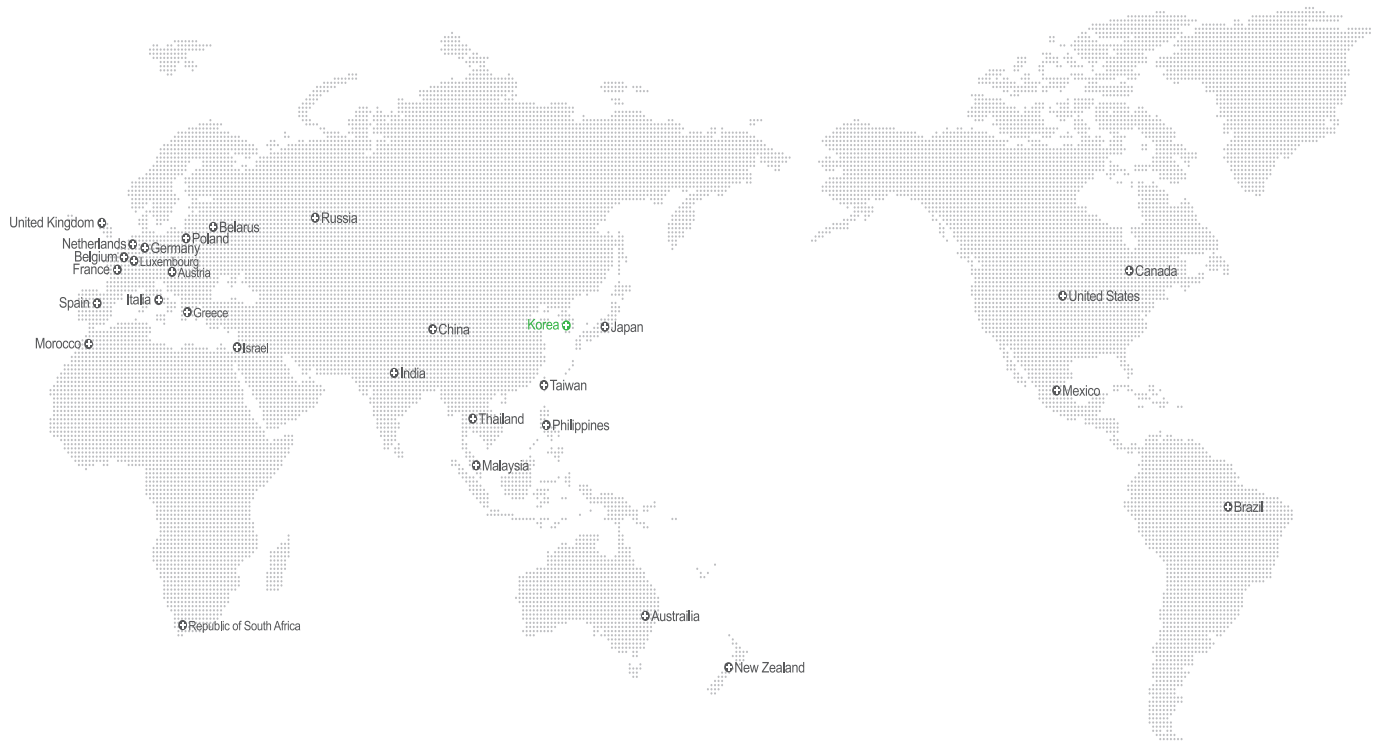 United Kingdom
Russia
Belarus
Poland
Netherlands
Germany
Belgium
Luxembourg
France
Austria
Canada
United States
Spain
Italia
Greece
Korea
Japan
China
Morocco
Israel
India
Taiwan
Mexico
Thailand
Philippines
Malaysia
Brazil
Austrailia
Republic of South Africa
New Zealand